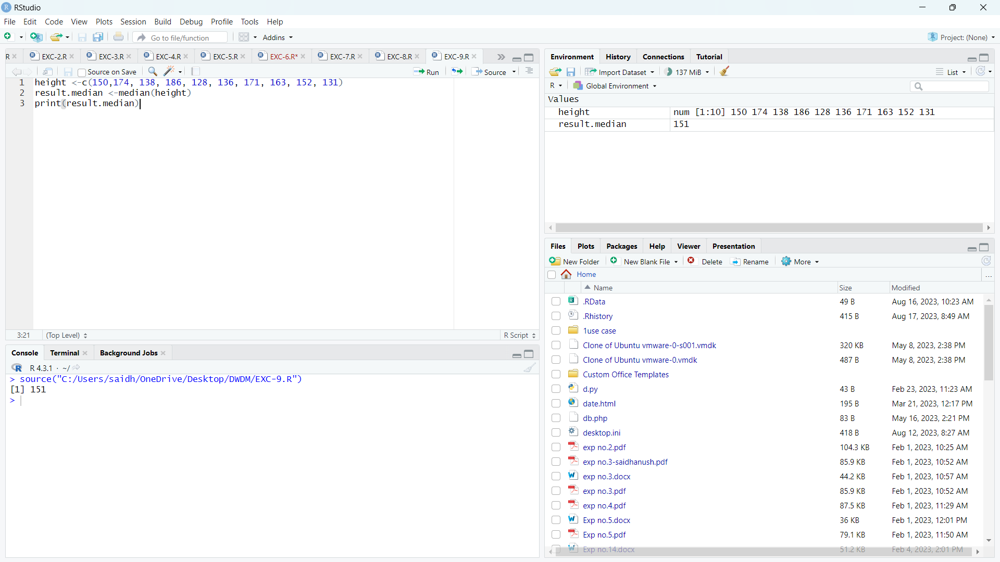 RStudio
File Edit Code View Plots Session Build Debug Profile Tools Help
Go to file/function Addins Project: (None)
R EXC-2.R EXC-3.R EXC-4.R EXC-5.R EXC-6.R* EXC-7.R EXC-8.R EXC-9.R
Source on Save Run Source
1 height <-c(150,174, 138, 186, 128, 136, 171, 163, 152, 131)
2 result.median <-median(height)
3 print(result.median)
3:21 (Top Level) R Script
Console Terminal Background Jobs
R 4.3.1 · ~/
> source("C:/Users/saidh/OneDrive/Desktop/DWDM/EXC-9.R")
[1] 151
>
Environment History Connections Tutorial
Import Dataset 137 MiB List
R Global Environment
Values
height num [1:10] 150 174 138 186 128 136 171 163 152 131
result.median 151
Files Plots Packages Help Viewer Presentation
New Folder New Blank File Delete Rename More
Home ...
Name Size Modified
.RData 49 B Aug 16, 2023, 10:23 AM
.Rhistory 415 B Aug 17, 2023, 8:49 AM
1use case
Clone of Ubuntu vmware-0-s001.vmdk 320 KB May 8, 2023, 2:38 PM
Clone of Ubuntu vmware-0.vmdk 487 B May 8, 2023, 2:38 PM
Custom Office Templates
d.py 43 B Feb 23, 2023, 11:23 AM
date.html 195 B Mar 21, 2023, 12:17 PM
db.php 83 B May 16, 2023, 2:21 PM
desktop.ini 418 B Aug 12, 2023, 8:27 AM
exp no.2.pdf 104.3 KB Feb 1, 2023, 10:25 AM
exp no.3-saidhanush.pdf 85.9 KB Feb 1, 2023, 10:52 AM
exp no.3.docx 44.2 KB Feb 1, 2023, 10:57 AM
exp no.3.pdf 85.9 KB Feb 1, 2023, 10:52 AM
exp no.4.pdf 87.5 KB Feb 1, 2023, 11:29 AM
Exp no.5.docx 36 KB Feb 1, 2023, 12:01 PM
Exp no.5.pdf 79.1 KB Feb 1, 2023, 11:50 AM
Exp no.14.docx 51.2 KB Feb 4, 2023, 2:01 PM